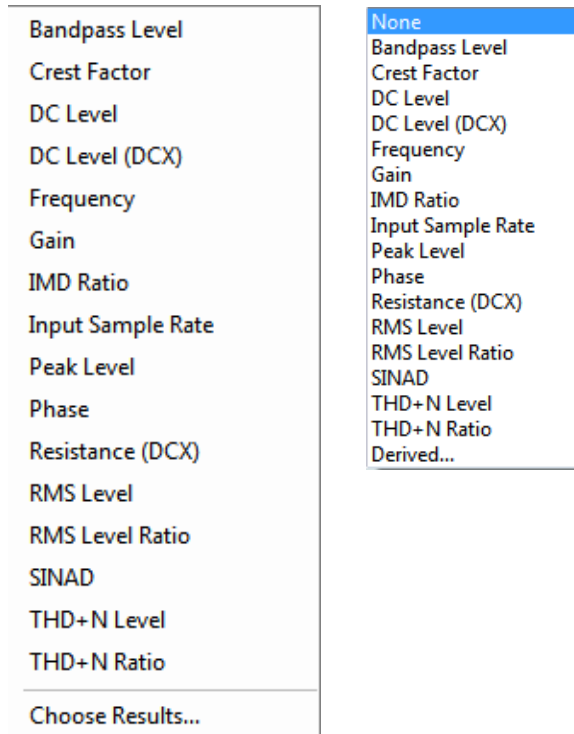 Bandpass Level
Crest Factor
DC Level
DC Level (DCX)
Frequency
Gain
IMD Ratio
Input Sample Rate
Peak Level
Phase
Resistance (DCX)
RMS Level
RMS Level Ratio
SINAD
THD+N Level
THD+N Ratio
Choose Results...
None
Bandpass Level
Crest Factor
DC Level
DC Level (DCX)
Frequency
Gain
IMD Ratio
Input Sample Rate
Peak Level
Phase
Resistance (DCX)
RMS Level
RMS Level Ratio
SINAD
THD+N Level
THD+N Ratio
Derived...